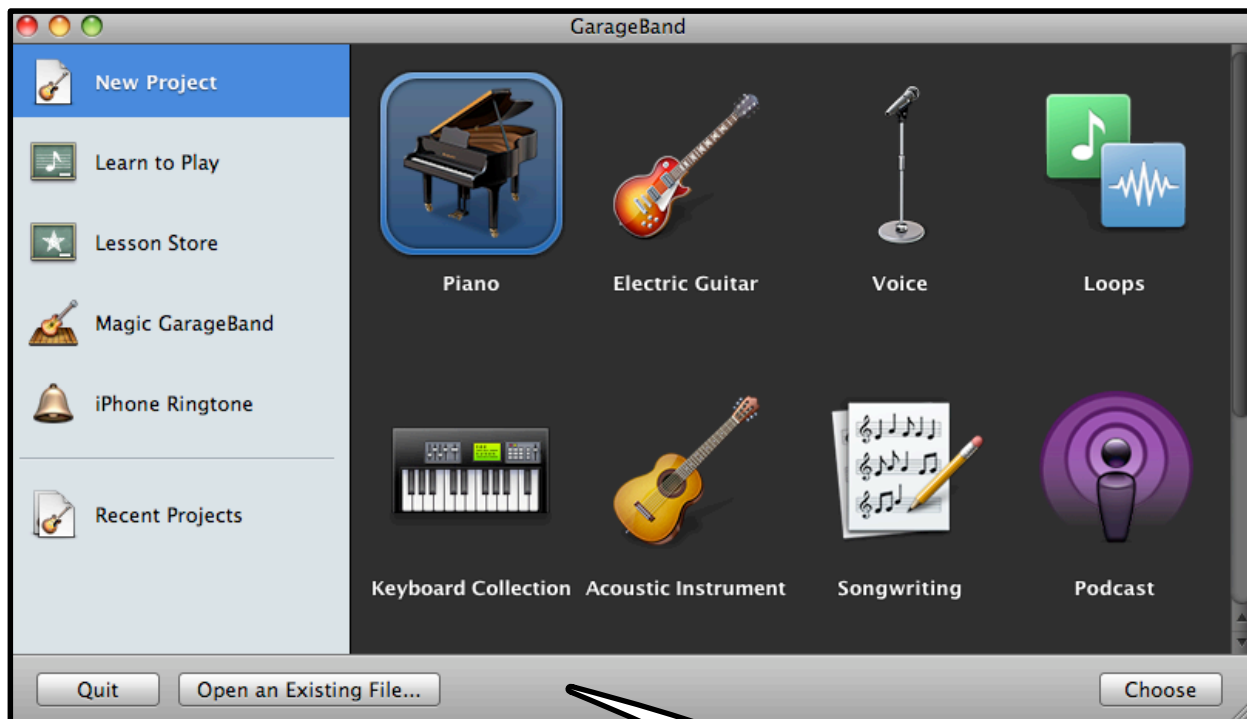 GarageBand
New Project
Learn to Play
Lesson Store
Magic GarageBand
iPhone Ringtone
Recent Projects
Piano
Electric Guitar
Voice
Loops
Keyboard Collection
Acoustic Instrument
Songwriting
Podcast
Quit
Open an Existing File...
Choose